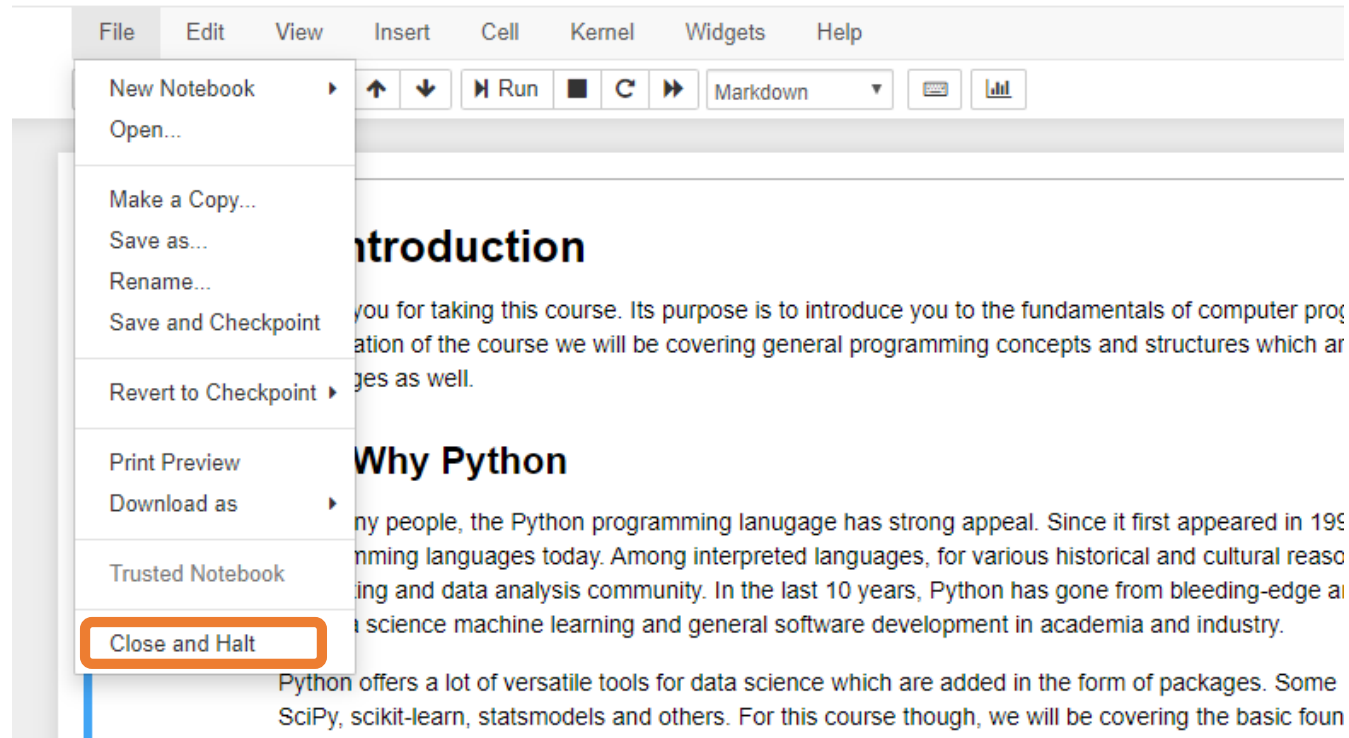 File Edit View Insert Cell Kernel Widgets Help
New Notebook
Run Markdown
Open...
Make a Copy...
Save as...
Rename...
Save and Checkpoint
Revert to Checkpoint
Print Preview
Download as
Trusted Notebook
Close and Halt
ntroduction
you for taking this course. Its purpose is to introduce you to the fundamentals of computer
ation of the course we will be covering general programming concepts and structures which
ges as well.
Why Python
ny people, the Python programming lanugage has strong appeal. Since it first appeared in 199
mming languages today. Among interpreted languages, for various historical and cultural
ing and data analysis community. In the last 10 years, Python has gone from bleeding-edge
science machine learning and general software development in academia and industry.
Python offers a lot of versatile tools for data science which are added in the form of packages. Some
SciPy, scikit-learn, statsmodels and others. For this course though, we will be covering the basic